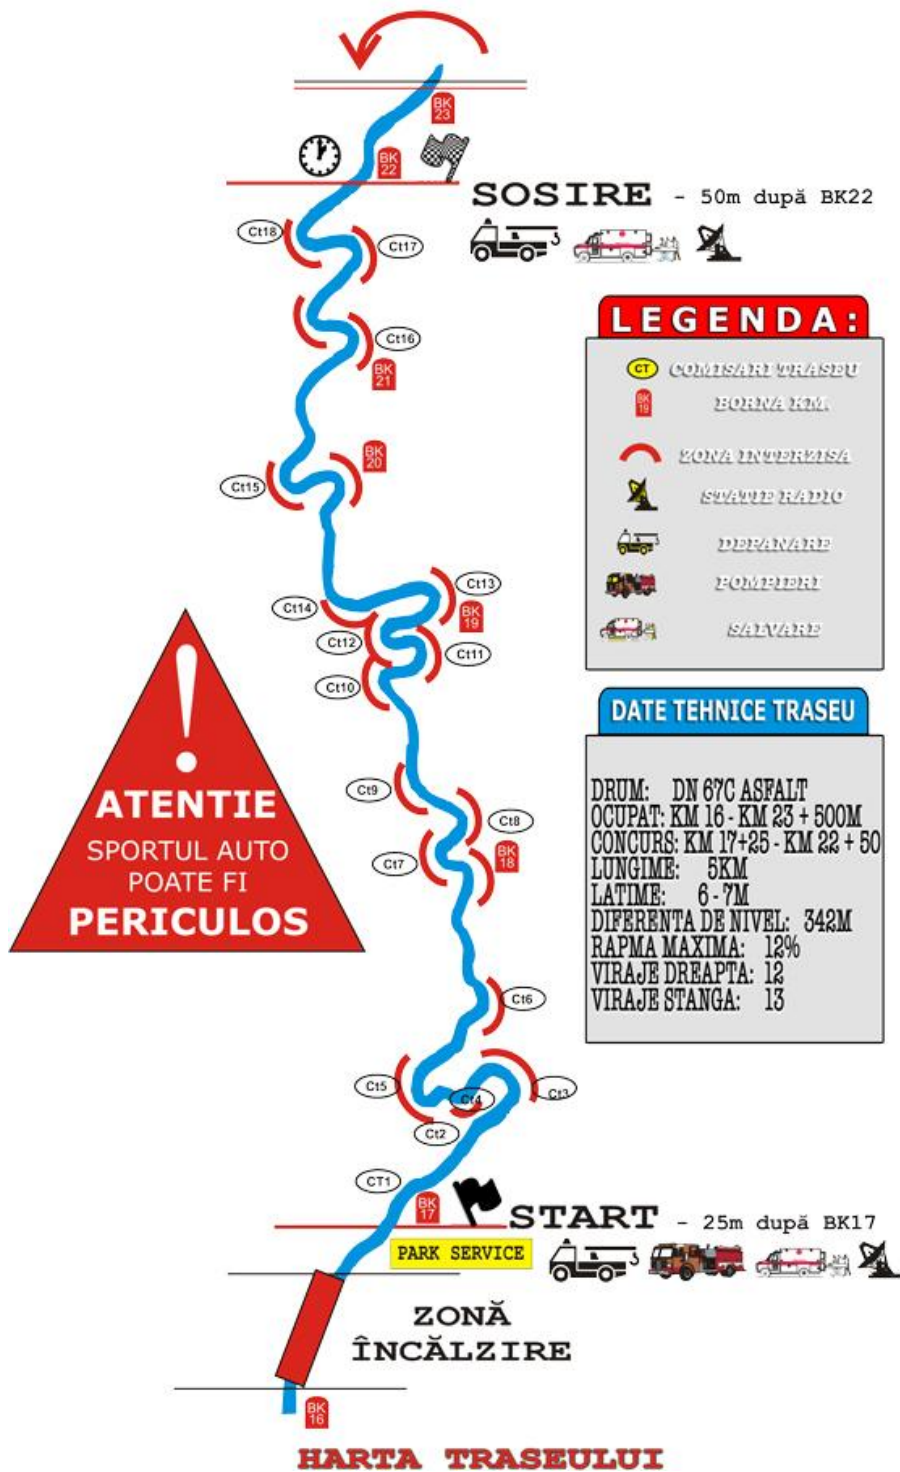 BK
23
BK
22
SOSIRE - 50m după BK22
Ct18
Ct17
Ct16
BK
21
BK
20
Ct15
Ct13
Ct14
BK
19
Ct12
Ct11
Ct10
Ct9
Ct8
Ct7
BK
18
Ct6
Ct5
Ct4
Ct3
Ct2
CT1
BK
17
START - 25m după BK17
PARK SERVICE
ZONĂ
ÎNCĂLZIRE
BK
16
HARTA TRASEULUI
ATENTIE
SPORTUL AUTO
POATE FI
PERICULOS
LEGENDA:
CT COMISARI TRASEU
BK
19
BORNA KM.
ZONA INTERZISA
STATIE RADIO
DEPANARE
POMPIERI
SALVARE
DATE TEHNICE TRASEU
DRUM: DN 67C ASFALT
OCUPAT: KM 16 - KM 23 + 500M
CONCURS: KM 17+25 - KM 22 + 50
LUNGIME: 5KM
LATIME: 6 - 7M
DIFERENTA DE NIVEL: 342M
RAPMA MAXIMA: 12%
VIRAJE DREAPTA: 12
VIRAJE STANGA: 13